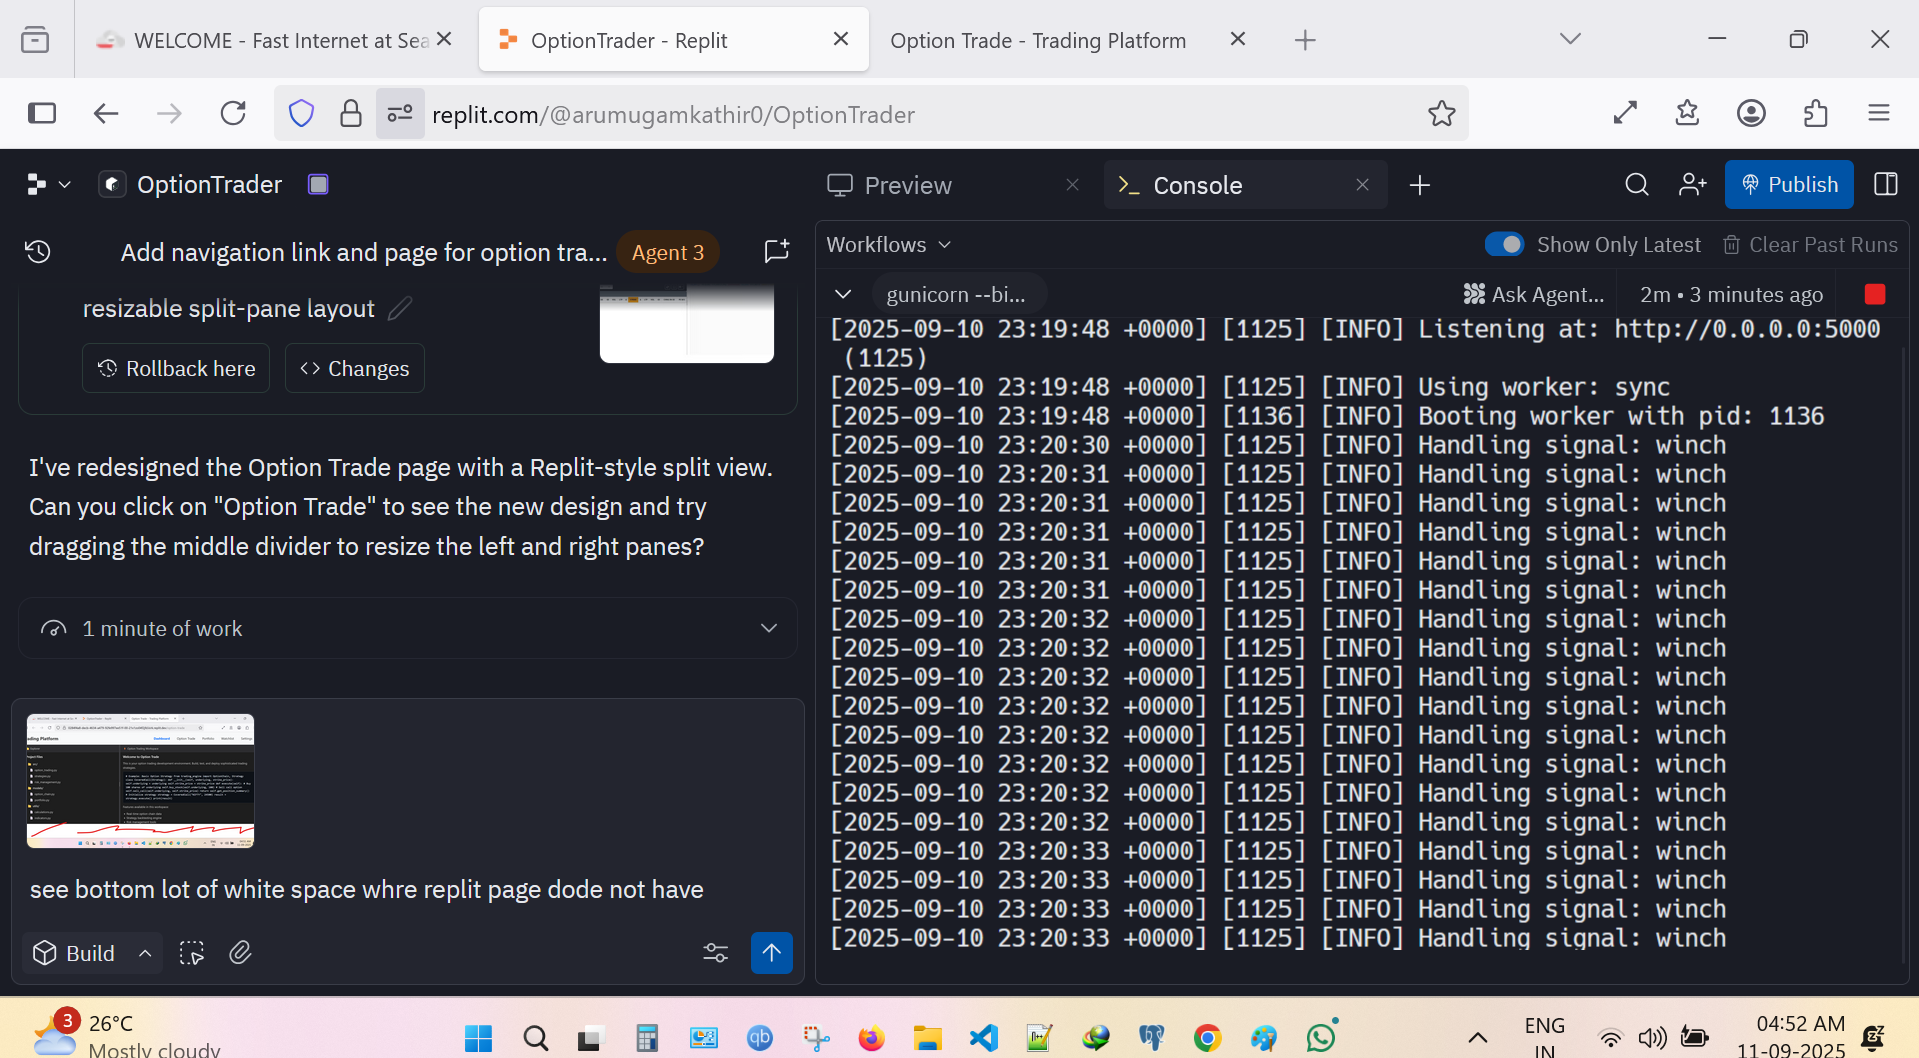 WELCOME - Fast Internet at Sea
OptionTrader - Replit
Option Trade - Trading Platform
replit.com/@arumugamkathir0/OptionTrader
OptionTrader
Preview
Console
Publish
Add navigation link and page for option tra...
Agent 3
Workflows
Show Only Latest
Clear Past Runs
resizable split-pane layout
gunicorn --bi...
Ask Agent...
2m • 3 minutes ago
Rollback here
Changes
[2025-09-10 23:19:48 +0000] [1125] [INFO] Listening at: http://0.0.0.0:5000
(1125)
[2025-09-10 23:19:48 +0000] [1125] [INFO] Using worker: sync
[2025-09-10 23:19:48 +0000] [1136] [INFO] Booting worker with pid: 1136
[2025-09-10 23:20:30 +0000] [1125] [INFO] Handling signal: winch
[2025-09-10 23:20:31 +0000] [1125] [INFO] Handling signal: winch
[2025-09-10 23:20:31 +0000] [1125] [INFO] Handling signal: winch
[2025-09-10 23:20:31 +0000] [1125] [INFO] Handling signal: winch
[2025-09-10 23:20:31 +0000] [1125] [INFO] Handling signal: winch
[2025-09-10 23:20:31 +0000] [1125] [INFO] Handling signal: winch
[2025-09-10 23:20:32 +0000] [1125] [INFO] Handling signal: winch
[2025-09-10 23:20:32 +0000] [1125] [INFO] Handling signal: winch
[2025-09-10 23:20:32 +0000] [1125] [INFO] Handling signal: winch
[2025-09-10 23:20:32 +0000] [1125] [INFO] Handling signal: winch
[2025-09-10 23:20:32 +0000] [1125] [INFO] Handling signal: winch
[2025-09-10 23:20:32 +0000] [1125] [INFO] Handling signal: winch
[2025-09-10 23:20:32 +0000] [1125] [INFO] Handling signal: winch
[2025-09-10 23:20:32 +0000] [1125] [INFO] Handling signal: winch
[2025-09-10 23:20:33 +0000] [1125] [INFO] Handling signal: winch
[2025-09-10 23:20:33 +0000] [1125] [INFO] Handling signal: winch
[2025-09-10 23:20:33 +0000] [1125] [INFO] Handling signal: winch
[2025-09-10 23:20:33 +0000] [1125] [INFO] Handling signal: winch
I've redesigned the Option Trade page with a Replit-style split view.
Can you click on "Option Trade" to see the new design and try
dragging the middle divider to resize the left and right panes?
1 minute of work
see bottom lot of white space whre replit page dode not have
Build
3
26°C
Mostly cloudy
qb
ENG
IN
04:52 AM
11-09-2025